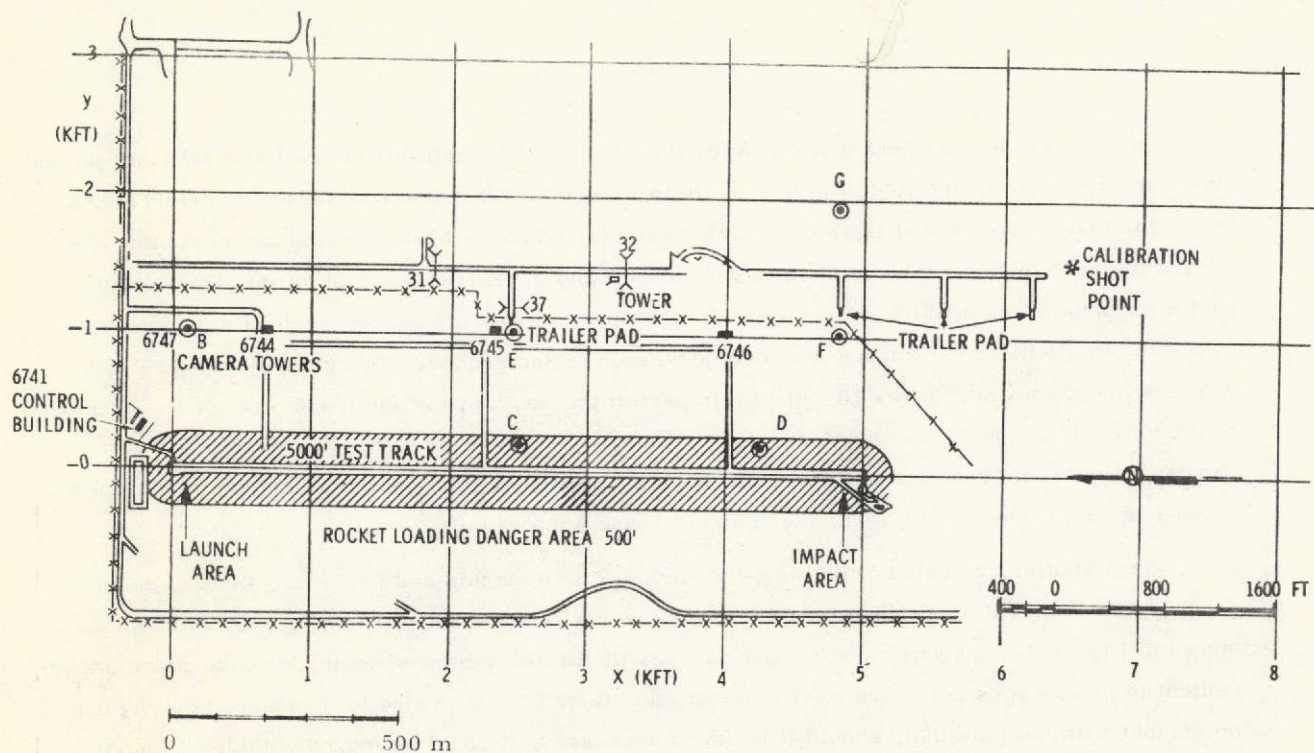 -3
y
(KFT)
-2
G
32
31
TOWER
* CALIBRATION
SHOT
POINT
37
-1
6747 B 6744 6745 TRAILER PAD 6746 F TRAILER PAD
CAMERA TOWERS
E
6741
CONTROL
BUILDING
C D
5000' TEST TRACK
-0
N
ROCKET LOADING DANGER AREA 500'
LAUNCH
AREA
IMPACT
AREA
400 0 800 1600 FT
0 1 2 3 4 5 6 7 8
X (KFT)
0 500 m